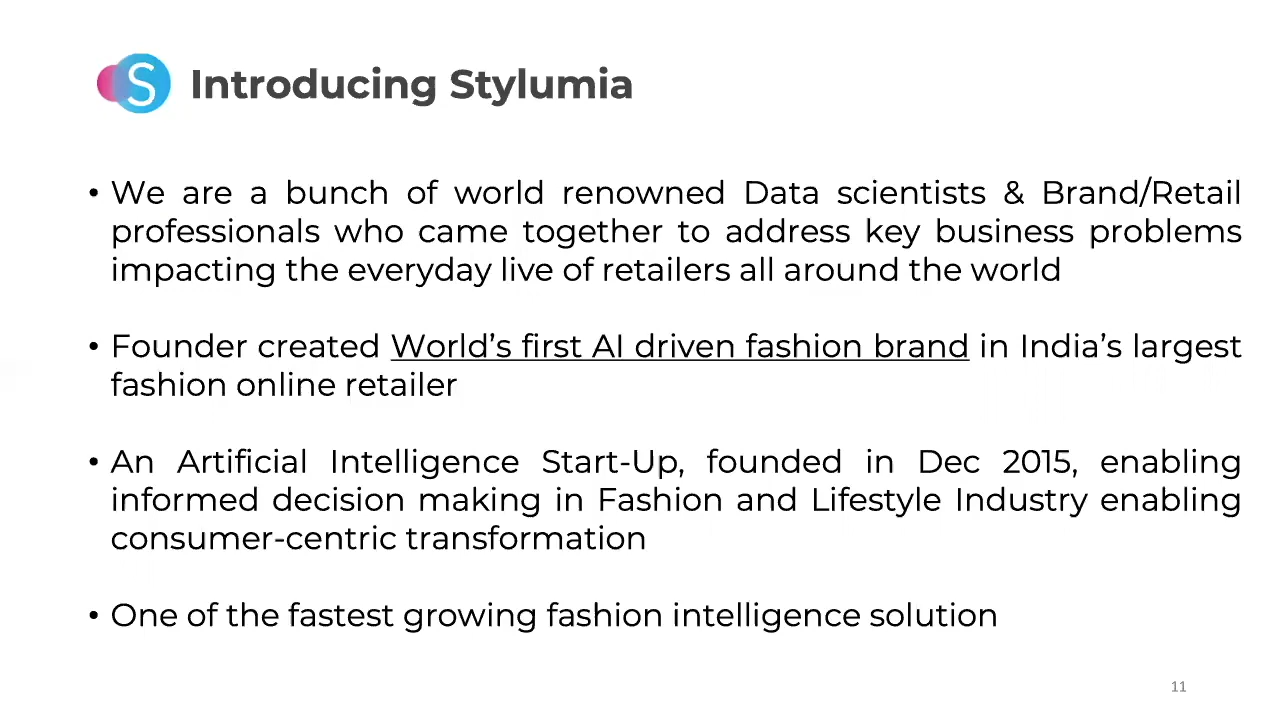 S Introducing Stylumia
• We are a bunch of world renowned Data scientists & Brand/Retail
professionals who came together to address key business problems
impacting the everyday live of retailers all around the world
• Founder created World's first AI driven fashion brand in India's largest
fashion online retailer
• An Artificial Intelligence Start-Up, founded in Dec 2015, enabling
informed decision making in Fashion and Lifestyle Industry enabling
consumer-centric transformation
• One of the fastest growing fashion intelligence solution
11